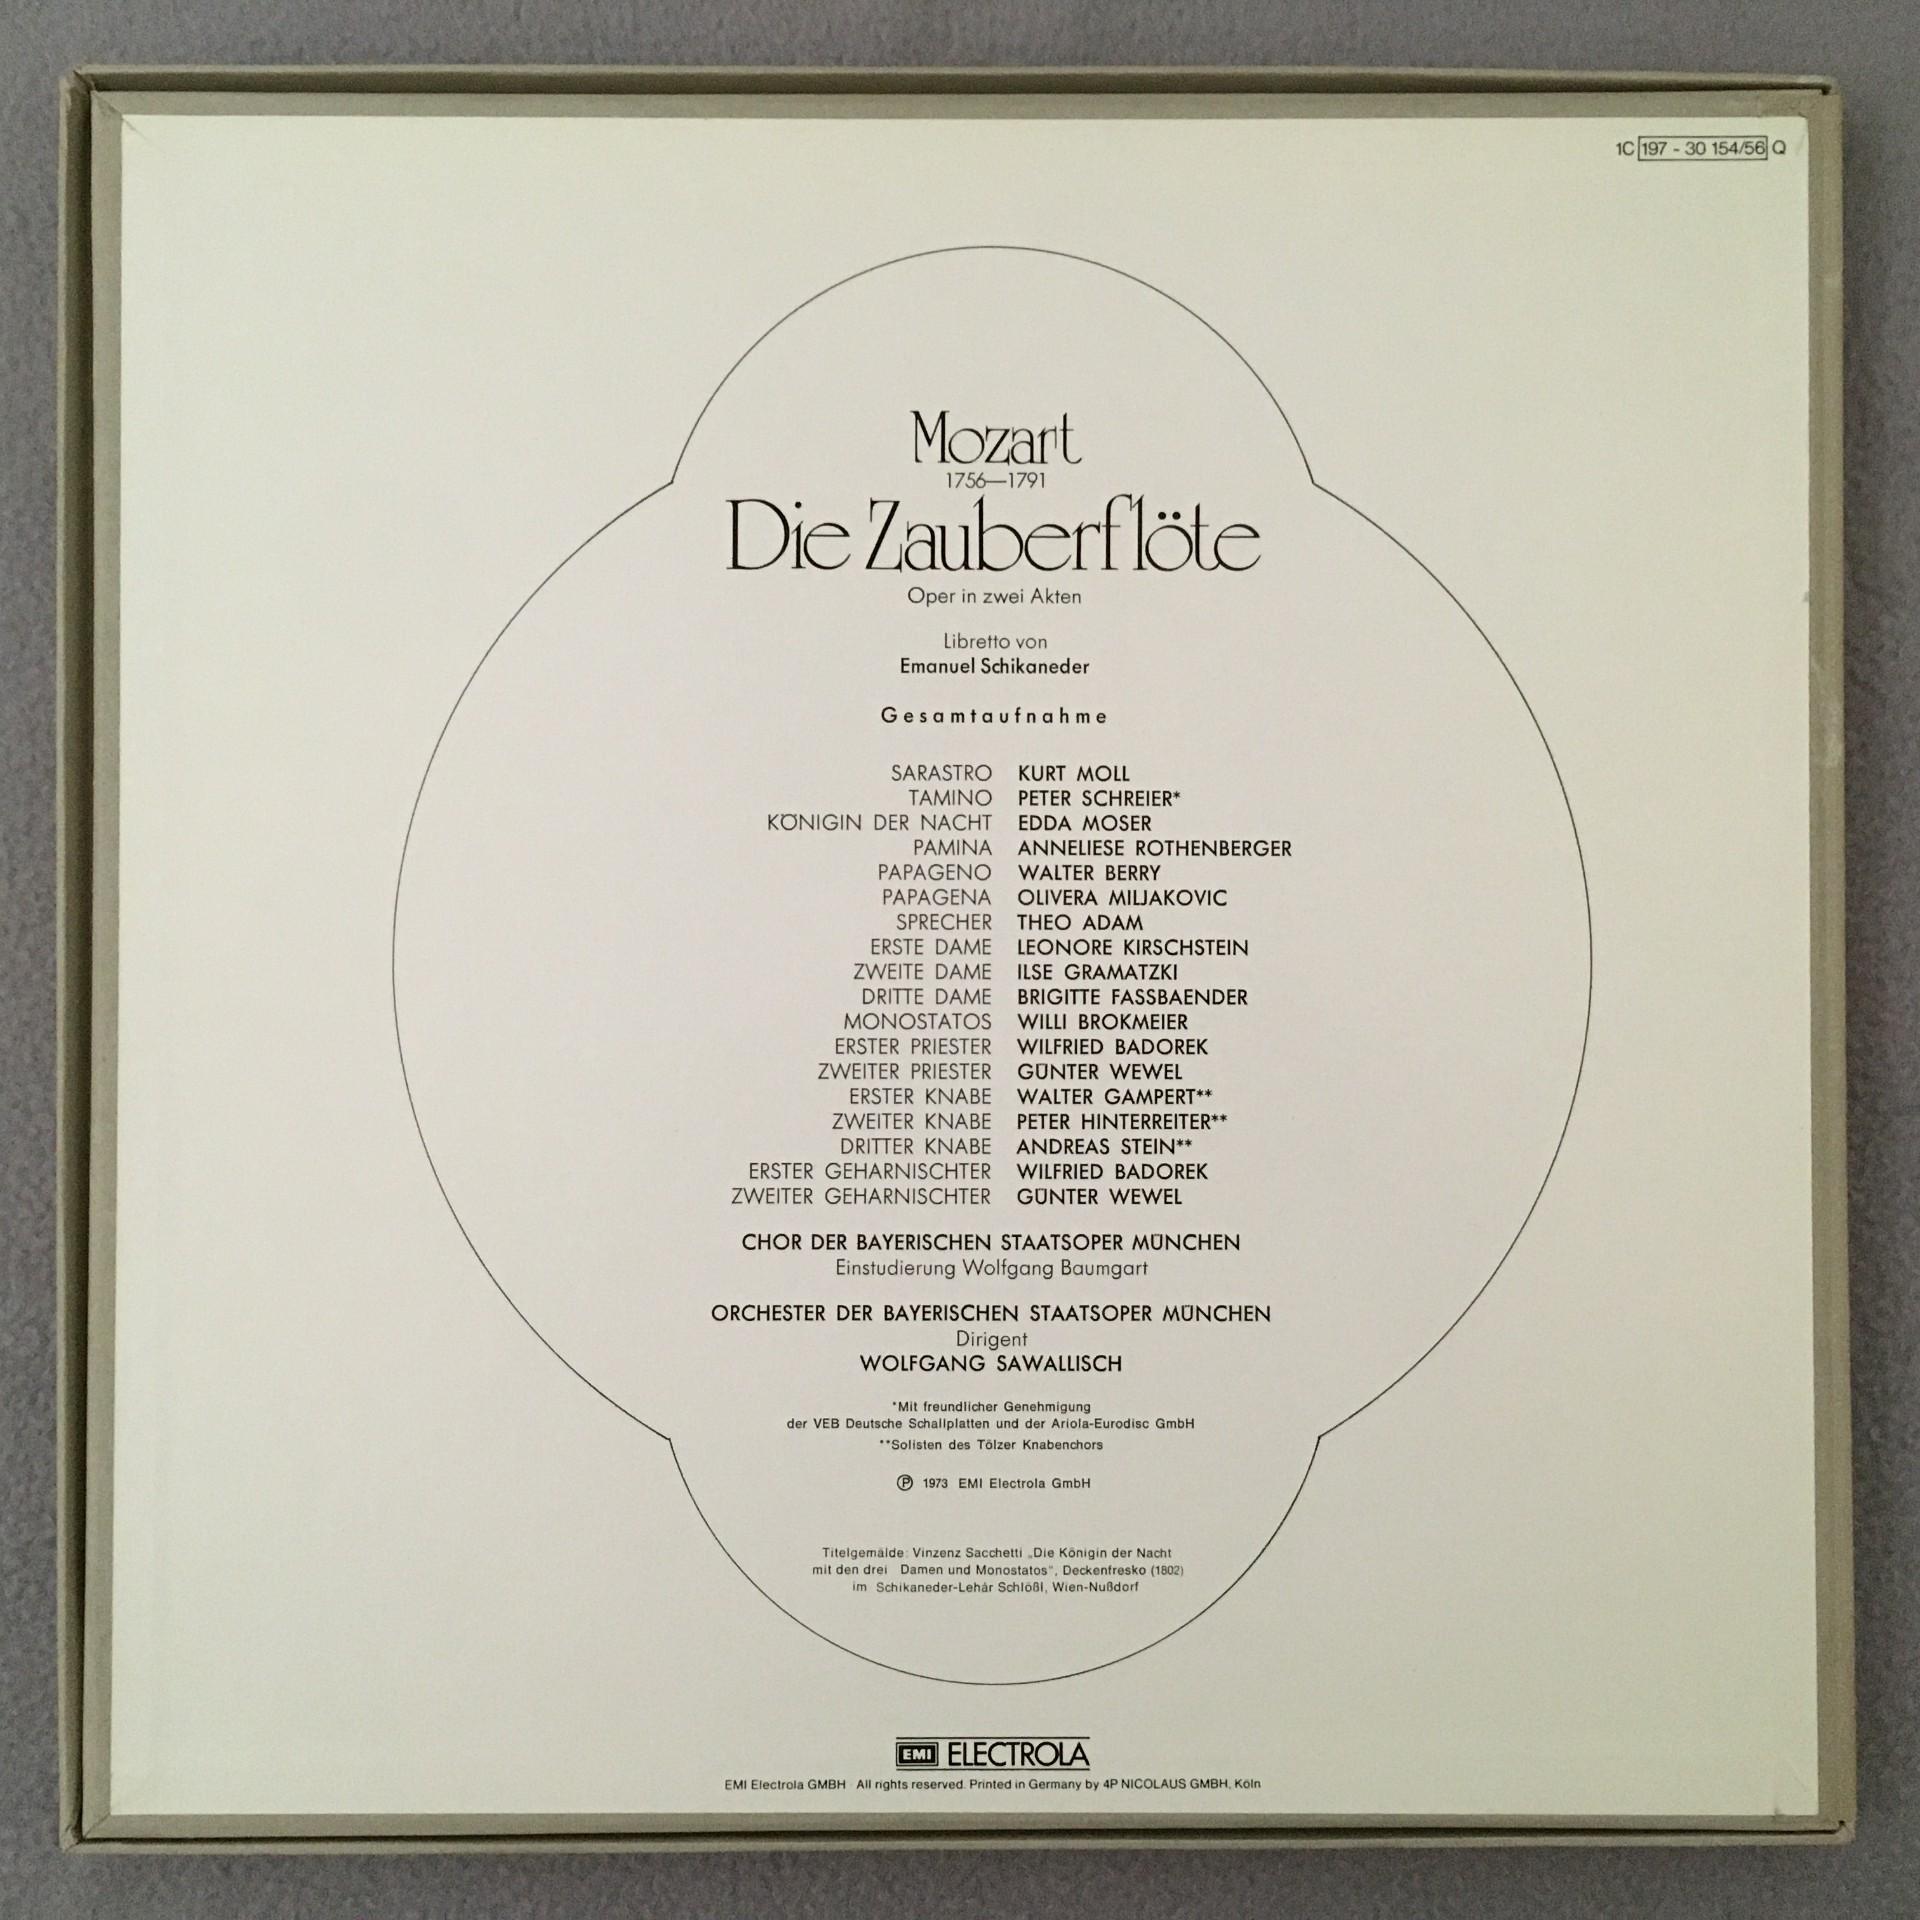 1C 197 - 30 154/56 Q
Mozart
1756—1791
Die Zauberflöte
Oper in zwei Akten
Libretto von
Emanuel Schikaneder
Gesamtaufnahme
SARASTRO KURT MOLL
TAMINO PETER SCHREIER*
KÖNIGIN DER NACHT EDDA MOSER
PAMINA ANNELIESE ROTHENBERGER
PAPAGENO WALTER BERRY
PAPAGENA OLIVERA MILJAKOVIC
SPRECHER THEO ADAM
ERSTE DAME LEONORE KIRSCHSTEIN
ZWEITE DAME ILSE GRAMATZKI
DRITTE DAME BRIGITTE FASSBAENDER
MONOSTATOS WILLI BROKMEIER
ERSTER PRIESTER WILFRIED BADOREK
ZWEITER PRIESTER GÜNTER WEWEL
ERSTER KNABE WALTER GAMPERT**
ZWEITER KNABE PETER HINTERREITER**
DRITTER KNABE ANDREAS STEIN**
ERSTER GEHARNISCHTER WILFRIED BADOREK
ZWEITER GEHARNISCHTER GÜNTER WEWEL
CHOR DER BAYERISCHEN STAATSOPER MÜNCHEN
Einstudierung Wolfgang Baumgart
ORCHESTER DER BAYERISCHEN STAATSOPER MÜNCHEN
Dirigent
WOLFGANG SAWALLISCH
*Mit freundlicher Genehmigung
der VEB Deutsche Schallplatten und der Ariola-Eurodisc GmbH
**Solisten des Tölzer Knabenchors
℗ 1973 EMI Electrola GmbH
Titelgemälde: Vinzenz Sacchetti „Die Königin der Nacht
mit den drei Damen und Monostatos“, Deckenfresko (1802)
im Schikaneder-Lehár Schlößl, Wien-Nußdorf
EMI ELECTROLA
EMI Electrola GMBH · All rights reserved. Printed in Germany by 4P NICOLAUS GMBH, Köln